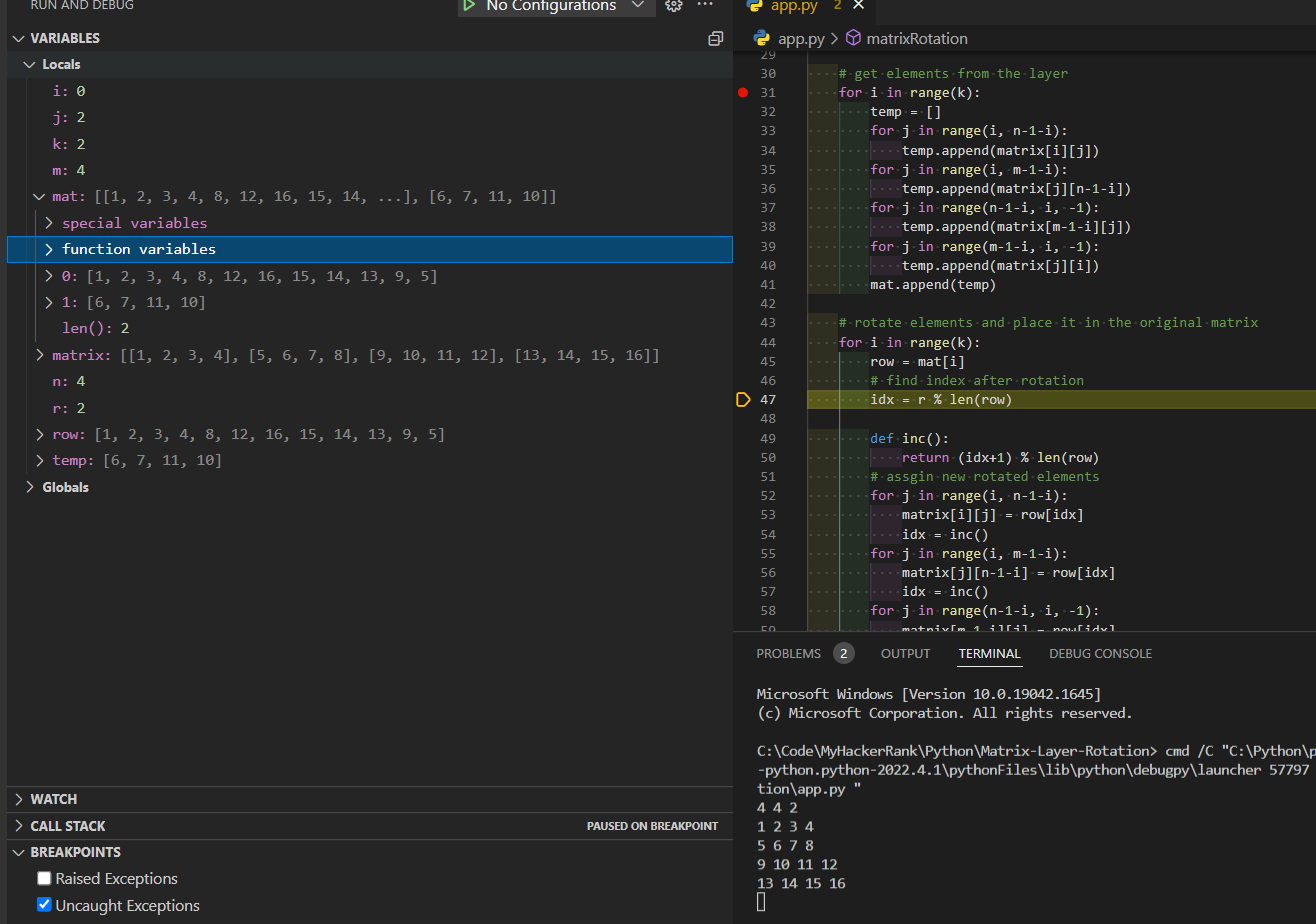 RUN AND DEBUG
No Configurations
VARIABLES
Locals
i: 0
j: 2
k: 2
m: 4
mat: [[1, 2, 3, 4, 8, 12, 16, 15, 14, ...], [6, 7, 11, 10]]
special variables
function variables
0: [1, 2, 3, 4, 8, 12, 16, 15, 14, 13, 9, 5]
1: [6, 7, 11, 10]
len(): 2
matrix: [[1, 2, 3, 4], [5, 6, 7, 8], [9, 10, 11, 12], [13, 14, 15, 16]]
n: 4
r: 2
row: [1, 2, 3, 4, 8, 12, 16, 15, 14, 13, 9, 5]
temp: [6, 7, 11, 10]
Globals
WATCH
CALL STACK PAUSED ON BREAKPOINT
BREAKPOINTS
Raised Exceptions
Uncaught Exceptions
app.py 2
app.py > matrixRotation
29
30 # get elements from the layer
31 for i in range(k):
32 temp = []
33 for j in range(i, n-1-i):
34 temp.append(matrix[i][j])
35 for j in range(i, m-1-i):
36 temp.append(matrix[j][n-1-i])
37 for j in range(n-1-i, i, -1):
38 temp.append(matrix[m-1-i][j])
39 for j in range(m-1-i, i, -1):
40 temp.append(matrix[j][i])
41 mat.append(temp)
42
43 # rotate elements and place it in the original matrix
44 for i in range(k):
45 row = mat[i]
46 # find index after rotation
47 idx = r % len(row)
48
49 def inc():
50 return (idx+1) % len(row)
51 # assgin new rotated elements
52 for j in range(i, n-1-i):
53 matrix[i][j] = row[idx]
54 idx = inc()
55 for j in range(i, m-1-i):
56 matrix[j][n-1-i] = row[idx]
57 idx = inc()
58 for j in range(n-1-i, i, -1):
59 matrix[m-1-i][j] = row[idx]
PROBLEMS 2 OUTPUT TERMINAL DEBUG CONSOLE
Microsoft Windows [Version 10.0.19042.1645]
(c) Microsoft Corporation. All rights reserved.
C:\Code\MyHackerRank\Python\Matrix-Layer-Rotation> cmd /C "C:\Python\p
-python.python-2022.4.1\pythonFiles\lib\python\debugpy\launcher 57797
tion\app.py "
4 4 2
1 2 3 4
5 6 7 8
9 10 11 12
13 14 15 16